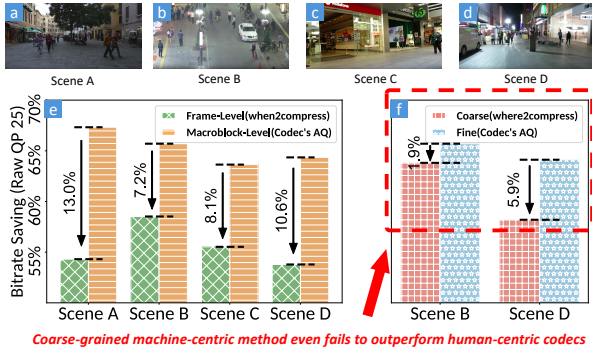 a
b
c
d
Scene A
Scene B
Scene C
Scene D
Bitrate Saving (Raw QP 25)
70%
65%
60%
55%
e
Frame-Level(when2compress)
Macroblock-Level(Codec's AQ)
13.0%
7.2%
8.1%
10.6%
Scene A
Scene B
Scene C
Scene D
f
Coarse(where2compress)
Fine(Codec's AQ)
1.9%
5.9%
Scene B
Scene D
Coarse-grained machine-centric method even fails to outperform human-centric codecs